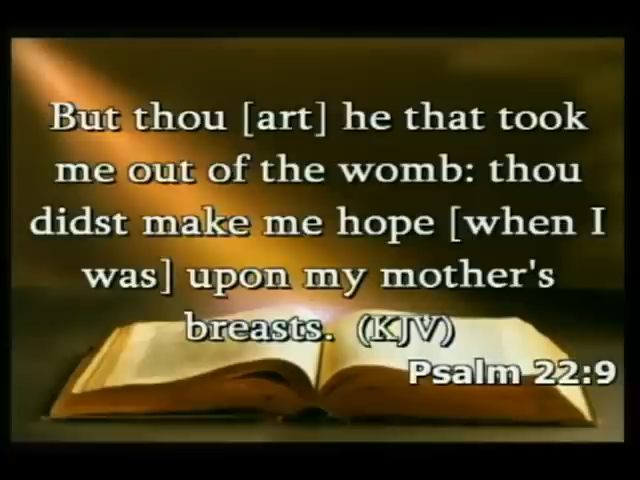 But thou [art] he that took
me out of the womb: thou
didst make me hope [when I
was] upon my mother's
breasts. (KJV)
Psalm 22:9